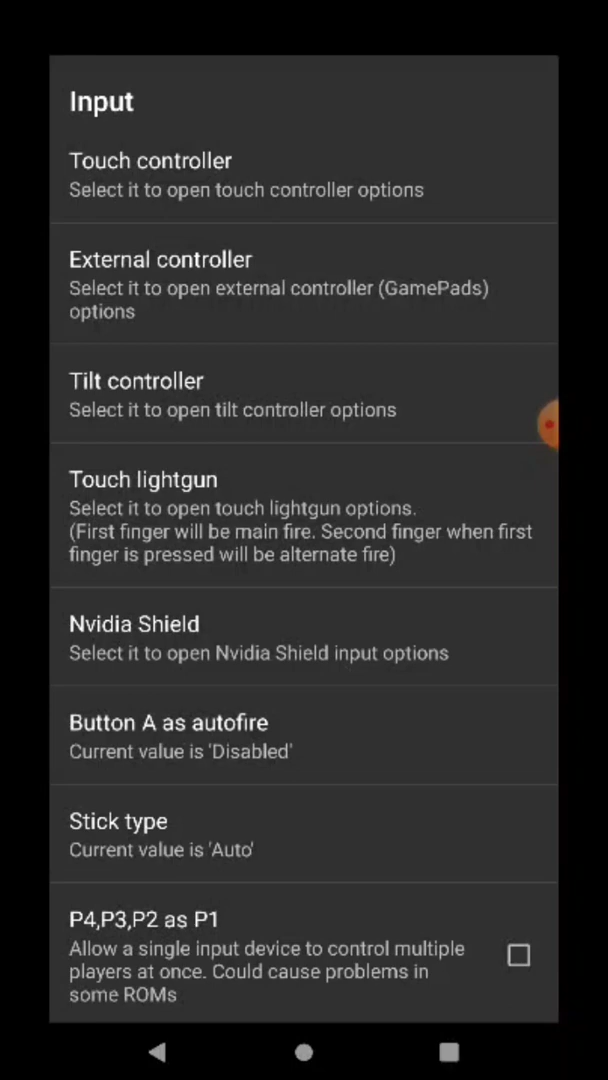 Input
Touch controller
Select it to open touch controller options
External controller
Select it to open external controller (GamePads)
options
Tilt controller
Select it to open tilt controller options
Touch lightgun
Select it to open touch lightgun options.
(First finger will be main fire. Second finger when first
finger is pressed will be alternate fire)
Nvidia Shield
Select it to open Nvidia Shield input options
Button A as autofire
Current value is 'Disabled'
Stick type
Current value is 'Auto'
P4,P3,P2 as P1
Allow a single input device to control multiple
players at once. Could cause problems in
some ROMs